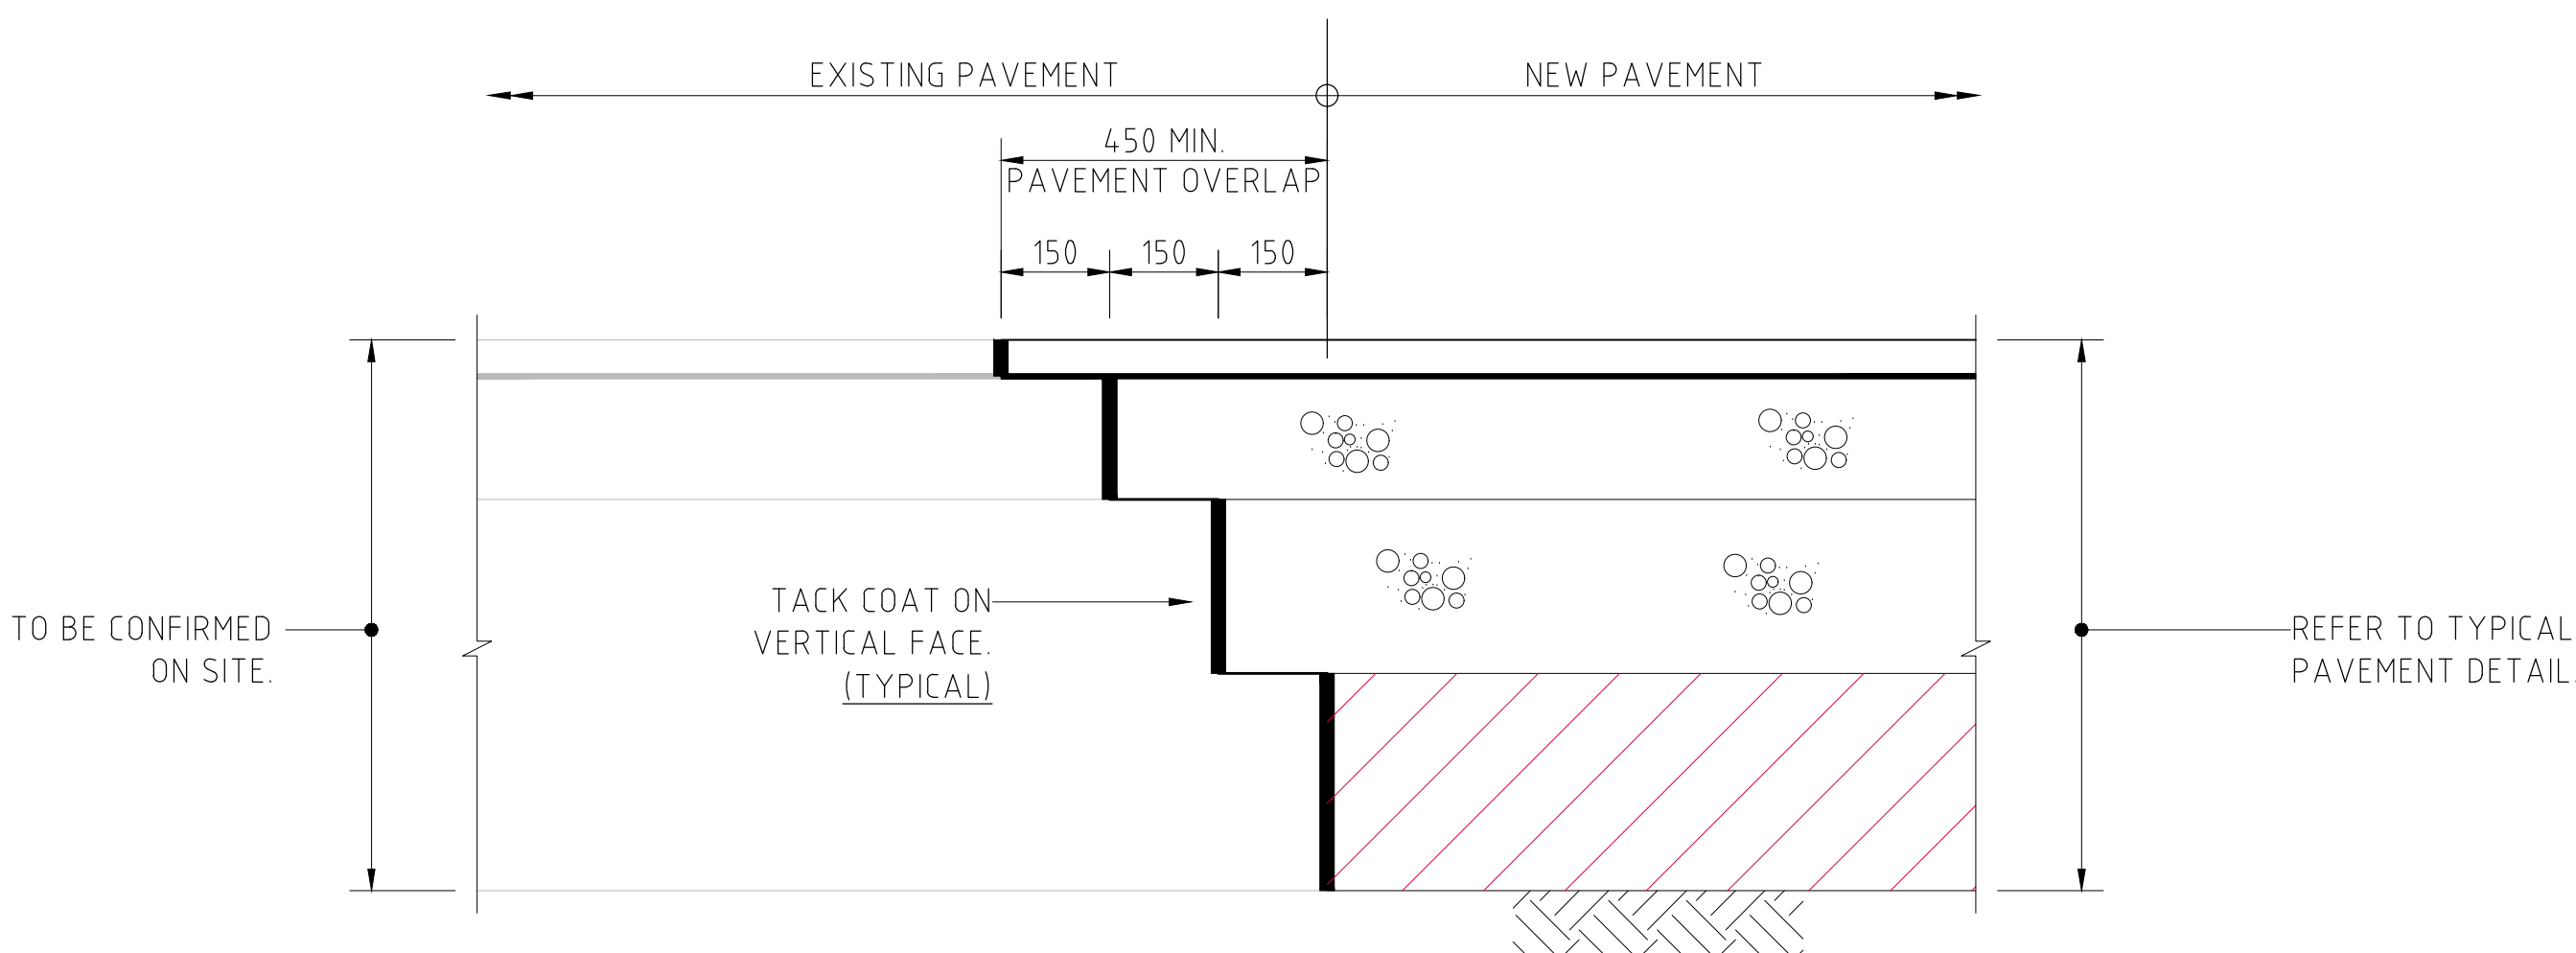 EXISTING PAVEMENT
NEW PAVEMENT
450 MIN.
PAVEMENT OVERLAP
150
150
150
TACK COAT ON
VERTICAL FACE.
(TYPICAL)
TO BE CONFIRMED
ON SITE.
REFER TO TYPICAL
PAVEMENT DETAIL.